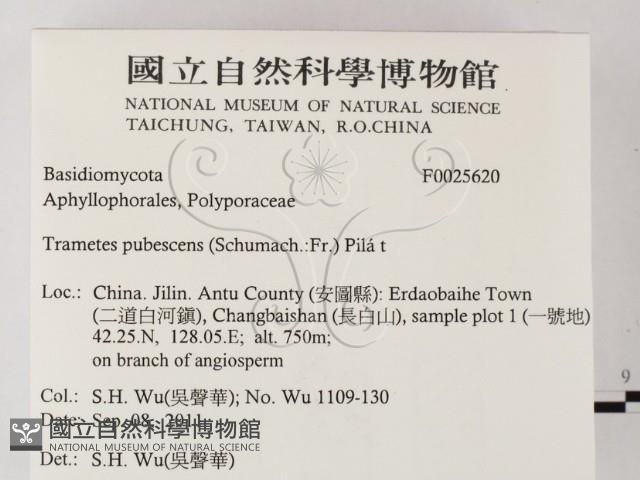 國立自然科學博物館
NATIONAL MUSEUM OF NATURAL SCIENCE
TAICHUNG, TAIWAN, R.O.CHINA
Basidiomycota F0025620
Aphyllophorales, Polyporaceae
Trametes pubescens (Schumach.:Fr.) Pilá t
Loc.: China. Jilin. Antu County (安圖縣): Erdaobaihe Town
(二道白河鎮), Changbaishan (長白山), sample plot 1 (一號地)
42.25.N, 128.05.E; alt. 750m;
on branch of angiosperm
Col.: S.H. Wu(吳聲華); No. Wu 1109-130
Date: Sep. 08, 2011
國立自然科學博物館
NATIONAL MUSEUM OF NATURAL SCIENCE
Det.: S.H. Wu(吳聲華)
9